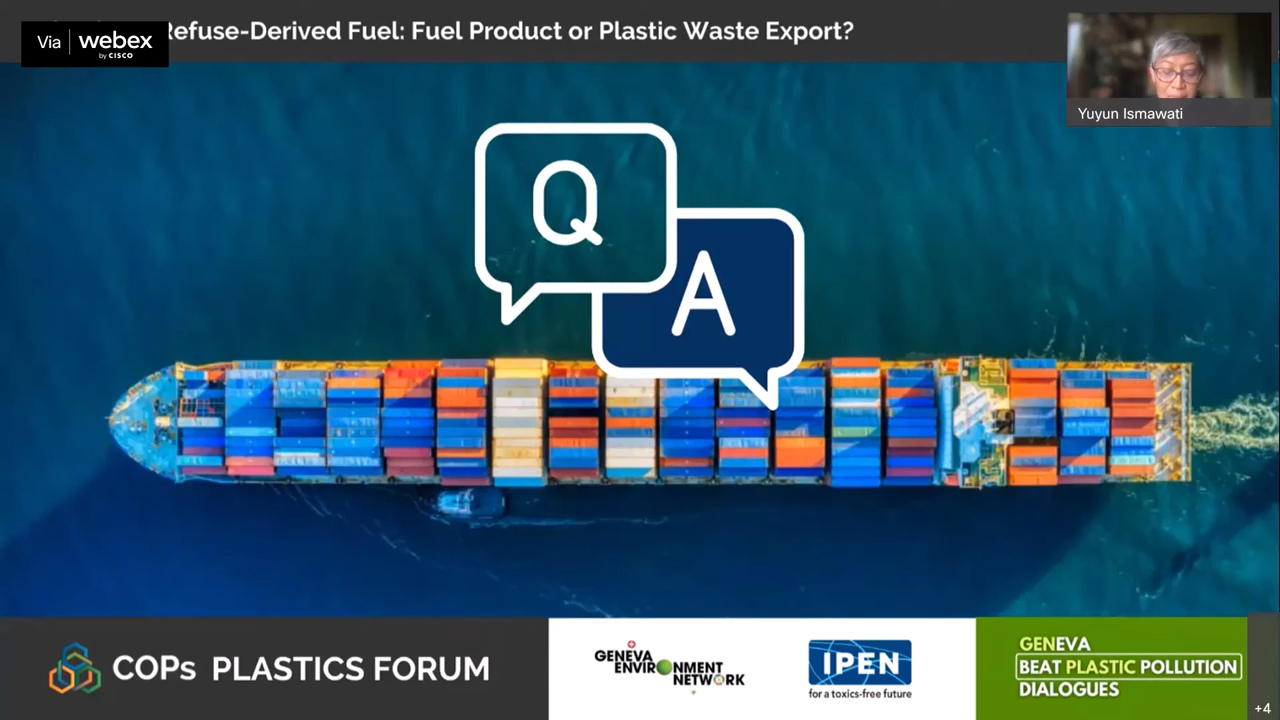 Via webex
by CISCO
Refuse-Derived Fuel: Fuel Product or Plastic Waste Export?
Yuyun Ismawati
Q
A
COPs PLASTICS FORUM
GENEVA
ENVIRONMENT
NETWORK
IPEN
for a toxics-free future
GENEVA
BEAT PLASTIC POLLUTION
DIALOGUES
+4